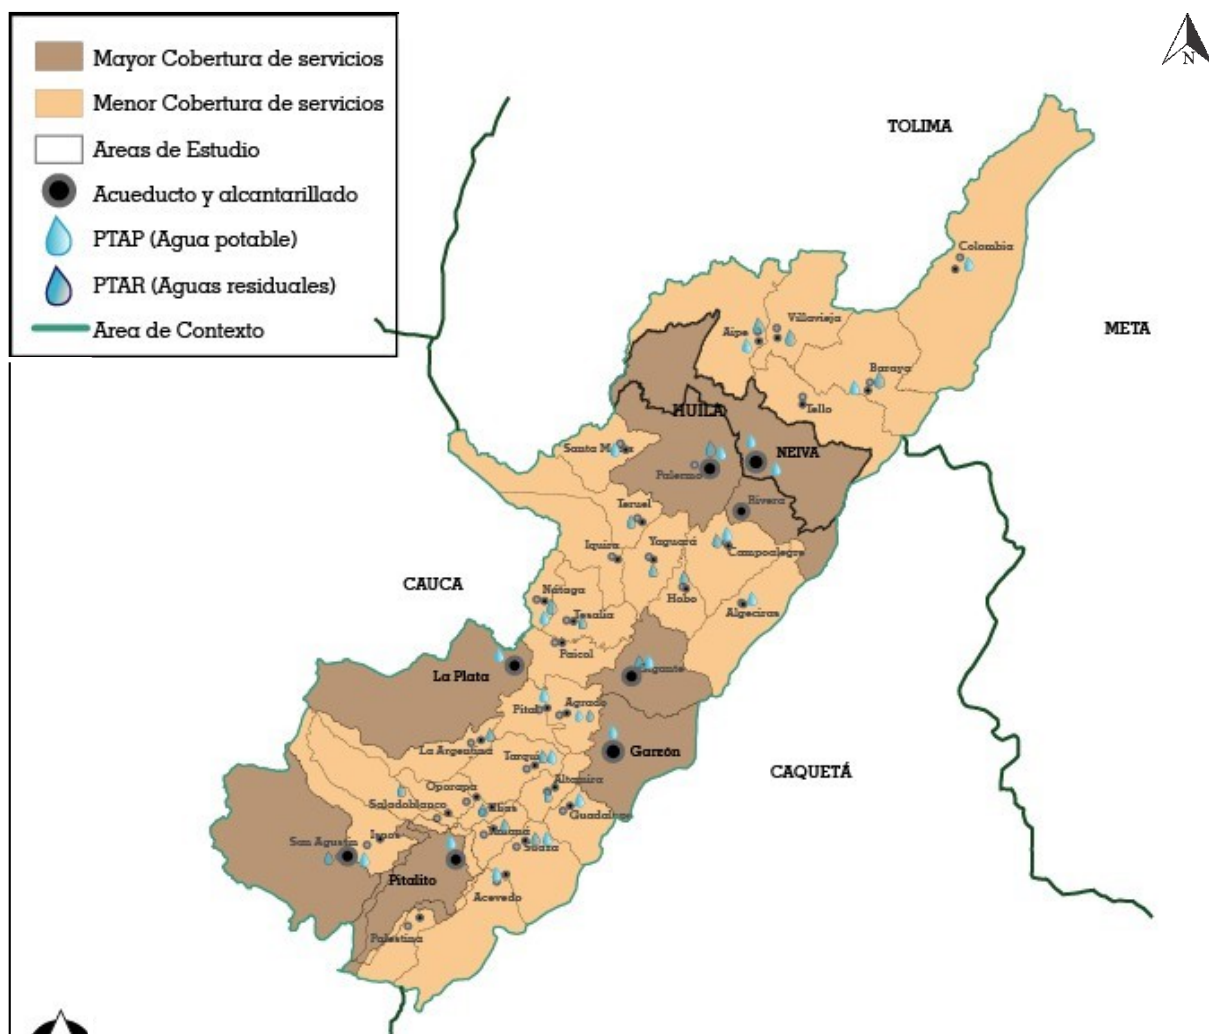 Mayor Cobertura de servicios
Menor Cobertura de servicios
Areas de Estudio
Acueducto y alcantarillado
PTAP (Agua potable)
PTAR (Aguas residuales)
Area de Contexto
N
TOLIMA
META
CAUCA
CAQUETÁ
HUILA
NEIVA
Colombia
Villavieja
Aipe
Baraya
Tello
Santa
Palermo
Rivera
Teruel
Iquira
Yaguará
Campoalegre
Nátaga
Hobo
Algeciras
Tesalia
Paicol
La Plata
Gigante
Pital
Agrado
Garzón
La Argentina
Tarqui
Altamira
Oporapa
Saladoblanco
Elias
Guadalupe
San Agustín
Isnos
Suaza
Pitalito
Acevedo
Palestina